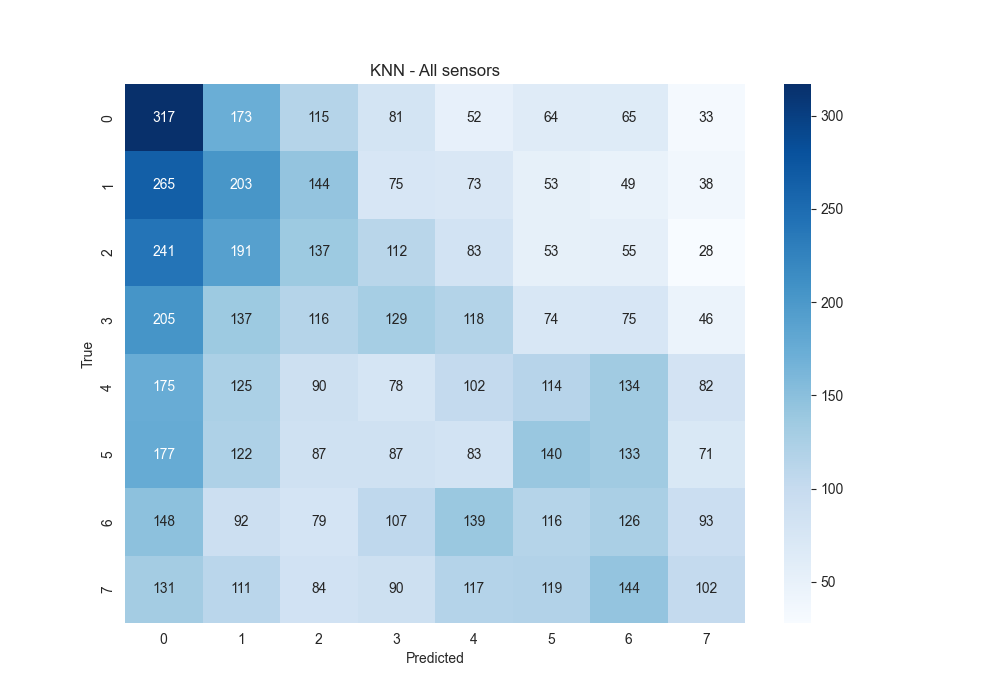 KNN - All sensors
0 317 173 115 81 52 64 65 33
1 265 203 144 75 73 53 49 38
2 241 191 137 112 83 53 55 28
3 205 137 116 129 118 74 75 46
4 175 125 90 78 102 114 134 82
5 177 122 87 87 83 140 133 71
6 148 92 79 107 139 116 126 93
7 131 111 84 90 117 119 144 102
0 1 2 3 4 5 6 7
Predicted
True
300
250
200
150
100
50